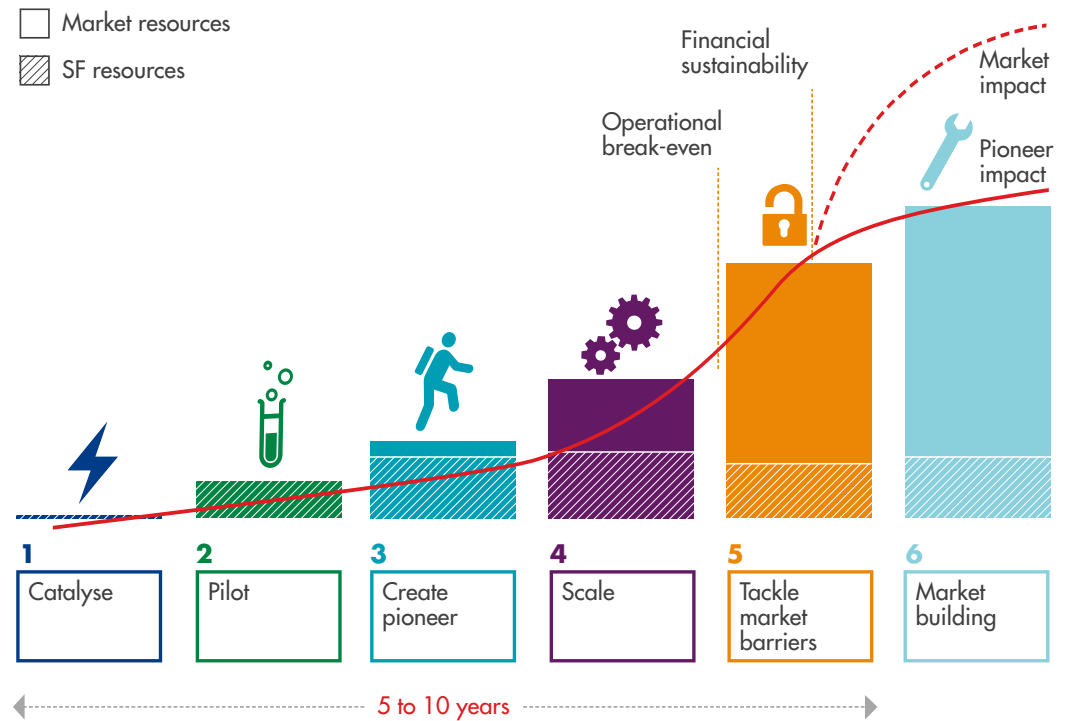 Market resources
SF resources
Financial
sustainability
Operational
break-even
Market
impact
Pioneer
impact
1
Catalyse
2
Pilot
3
Create
pioneer
4
Scale
5
Tackle
market
barriers
6
Market
building
5 to 10 years